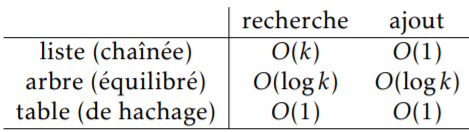 recherche ajout
liste (chaînée) O(k) O(1)
arbre (équilibré) O(log k) O(log k)
table (de hachage) O(1) O(1)